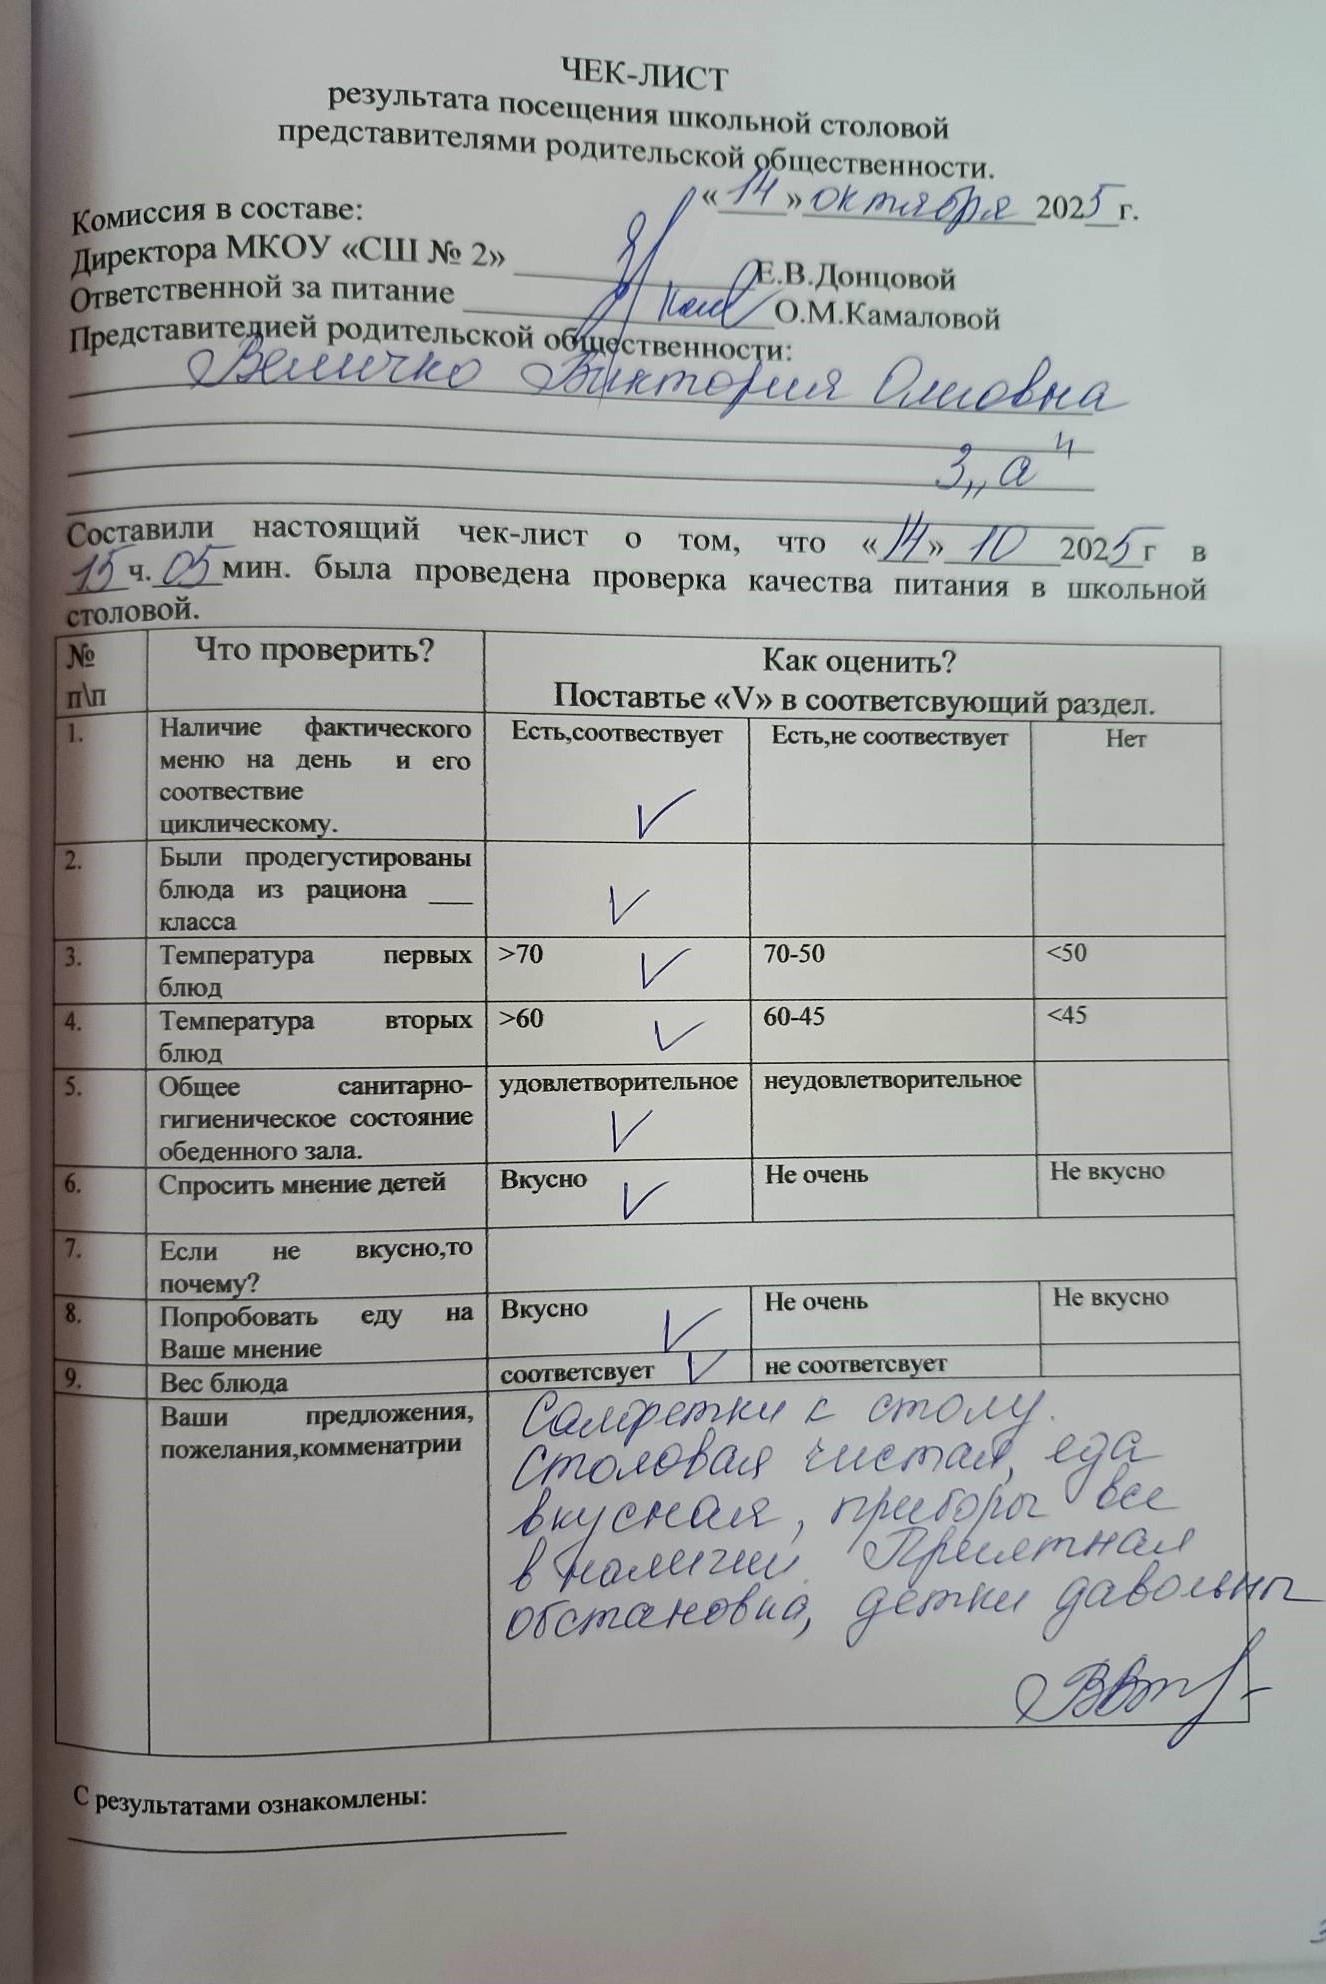 ЧЕК-ЛИСТ
результата посещения школьной столовой
представителями родительской общественности.
«14» октября 2025 г.
Комиссия в составе:
Директора МКОУ «СШ № 2» Е.В.Донцовой
Ответственной за питание О.М.Камаловой
Представителией родительской общественности:
Величко Виктория
3 „а"
Составили настоящий чек-лист о том, что «14» 10 2025г в
15 ч. 05 мин. была проведена проверка качества питания в школьной
столовой.
№ п\п Что проверить? Как оценить?
Поставтье «V» в соответсвующий раздел.
1. Наличие фактического Есть,соотвествует Есть,не соотвествует Нет
меню на день и его
соотвествие
циклическому. V
2. Были продегустированы
блюда из рациона ___ V
класса
3. Температура первых >70 V 70-50 <50
блюд
4. Температура вторых >60 V 60-45 <45
блюд
5. Общее санитарно- удовлетворительное неудовлетворительное
гигиеническое состояние V
обеденного зала.
6. Спросить мнение детей Вкусно V Не очень Не вкусно
7. Если не вкусно,то
почему?
8. Попробовать еду на Вкусно V Не очень Не вкусно
Ваше мнение
9. Вес блюда соответсвует V не соответсвует
Ваши предложения,
пожелания,комменатрии
Салфетки к столу.
Столовая чистая, еда
вкусная, приборы все
в наличии. Приятная
обстановка, детки давольны
С результатами ознакомлены: